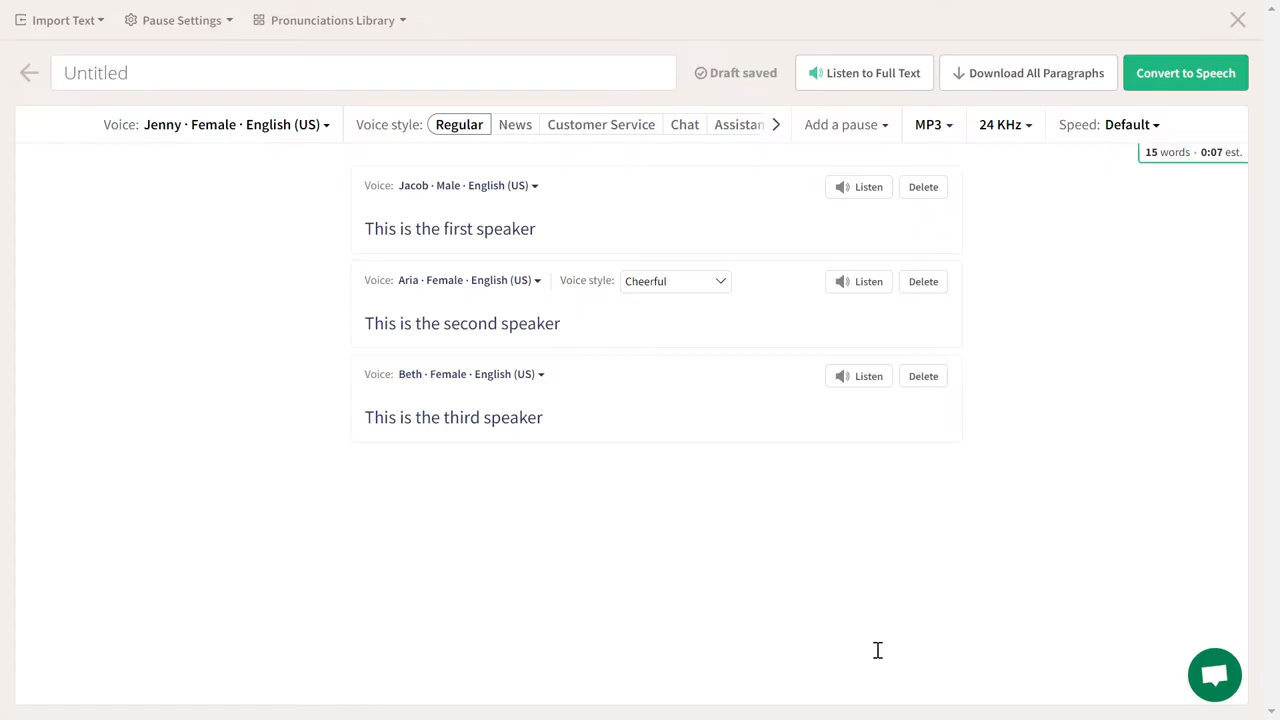 Import Text Pause Settings Pronunciations Library
Untitled Draft saved Listen to Full Text Download All Paragraphs Convert to Speech
Voice: Jenny · Female · English (US) Voice style: Regular News Customer Service Chat Assistan Add a pause MP3 24 KHz Speed: Default
15 words · 0:07 est.
Voice: Jacob · Male · English (US) Listen Delete
This is the first speaker
Voice: Aria · Female · English (US) Voice style: Cheerful Listen Delete
This is the second speaker
Voice: Beth · Female · English (US) Listen Delete
This is the third speaker